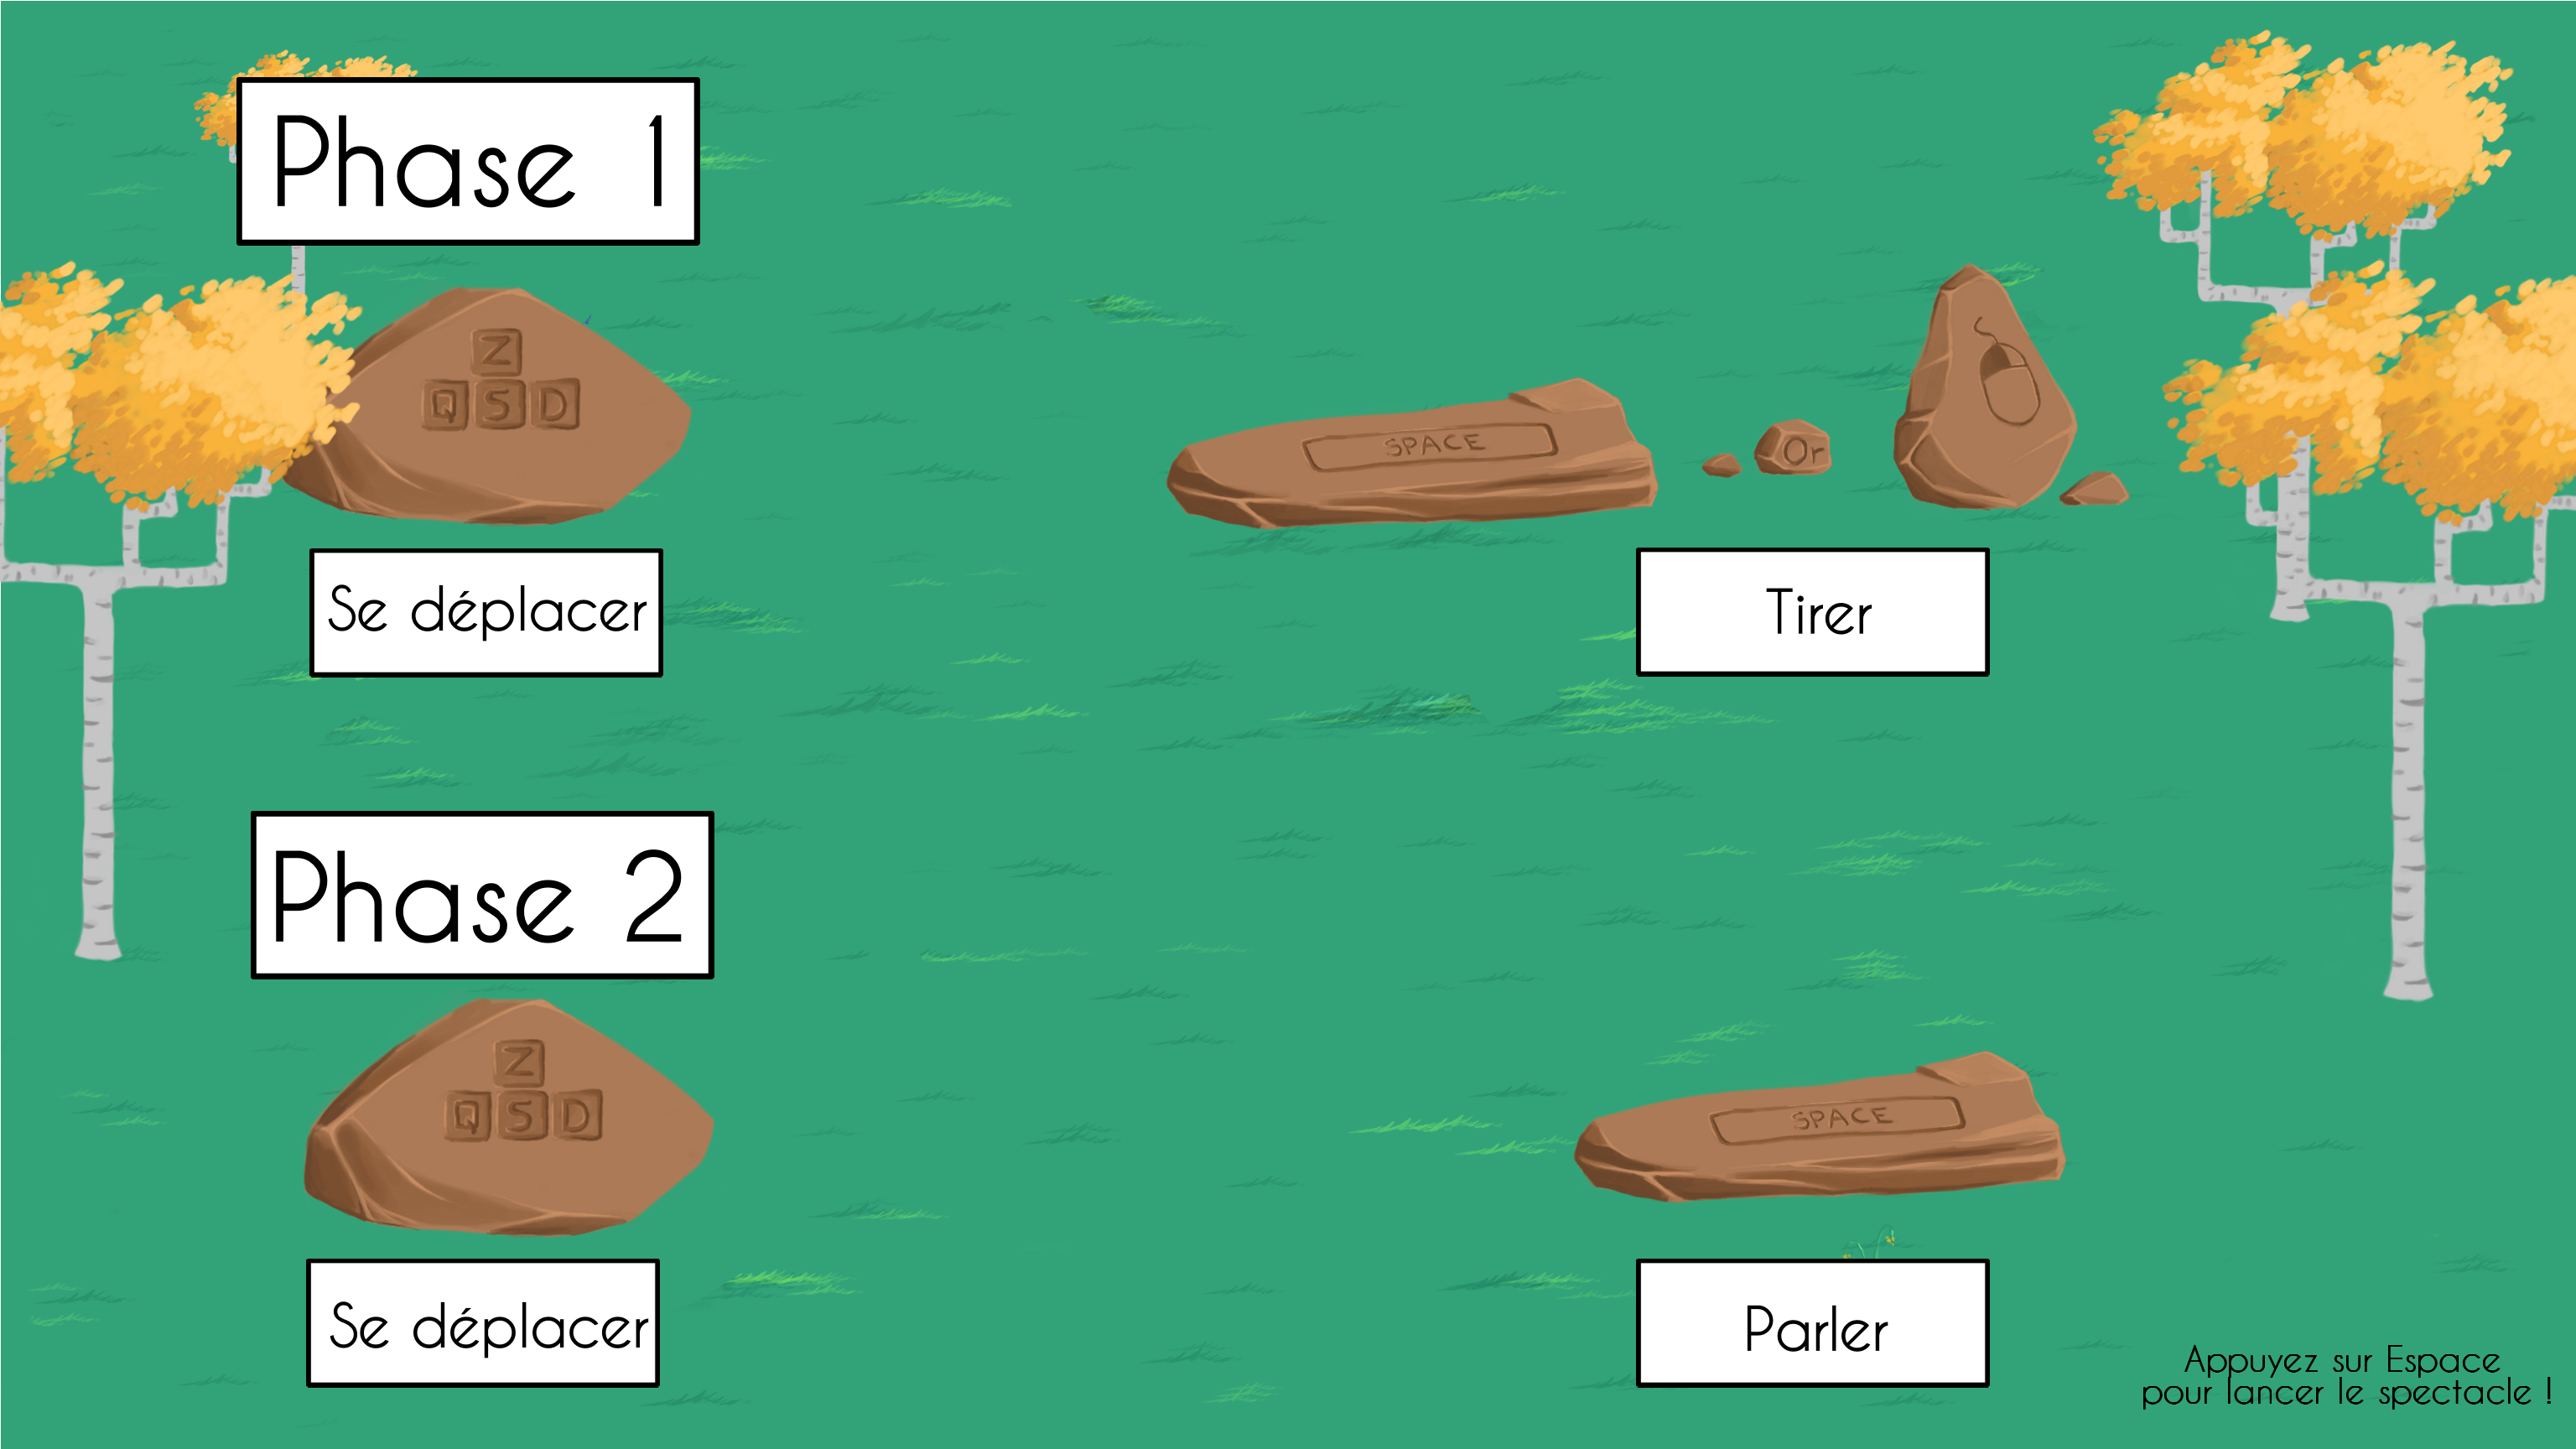 Phase 1
Z
Q S D
SPACE
Or
Se déplacer
Tirer
Phase 2
Z
Q S D
SPACE
Se déplacer
Parler
Appuyez sur Espace
pour lancer le spectacle !